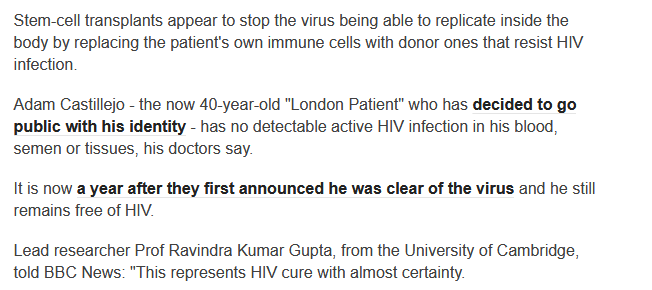 Stem-cell transplants appear to stop the virus being able to replicate inside the
body by replacing the patient's own immune cells with donor ones that resist HIV
infection.
Adam Castillejo - the now 40-year-old "London Patient" who has decided to go
public with his identity - has no detectable active HIV infection in his blood,
semen or tissues, his doctors say.
It is now a year after they first announced he was clear of the virus and he still
remains free of HIV.
Lead researcher Prof Ravindra Kumar Gupta, from the University of Cambridge,
told BBC News: "This represents HIV cure with almost certainty.